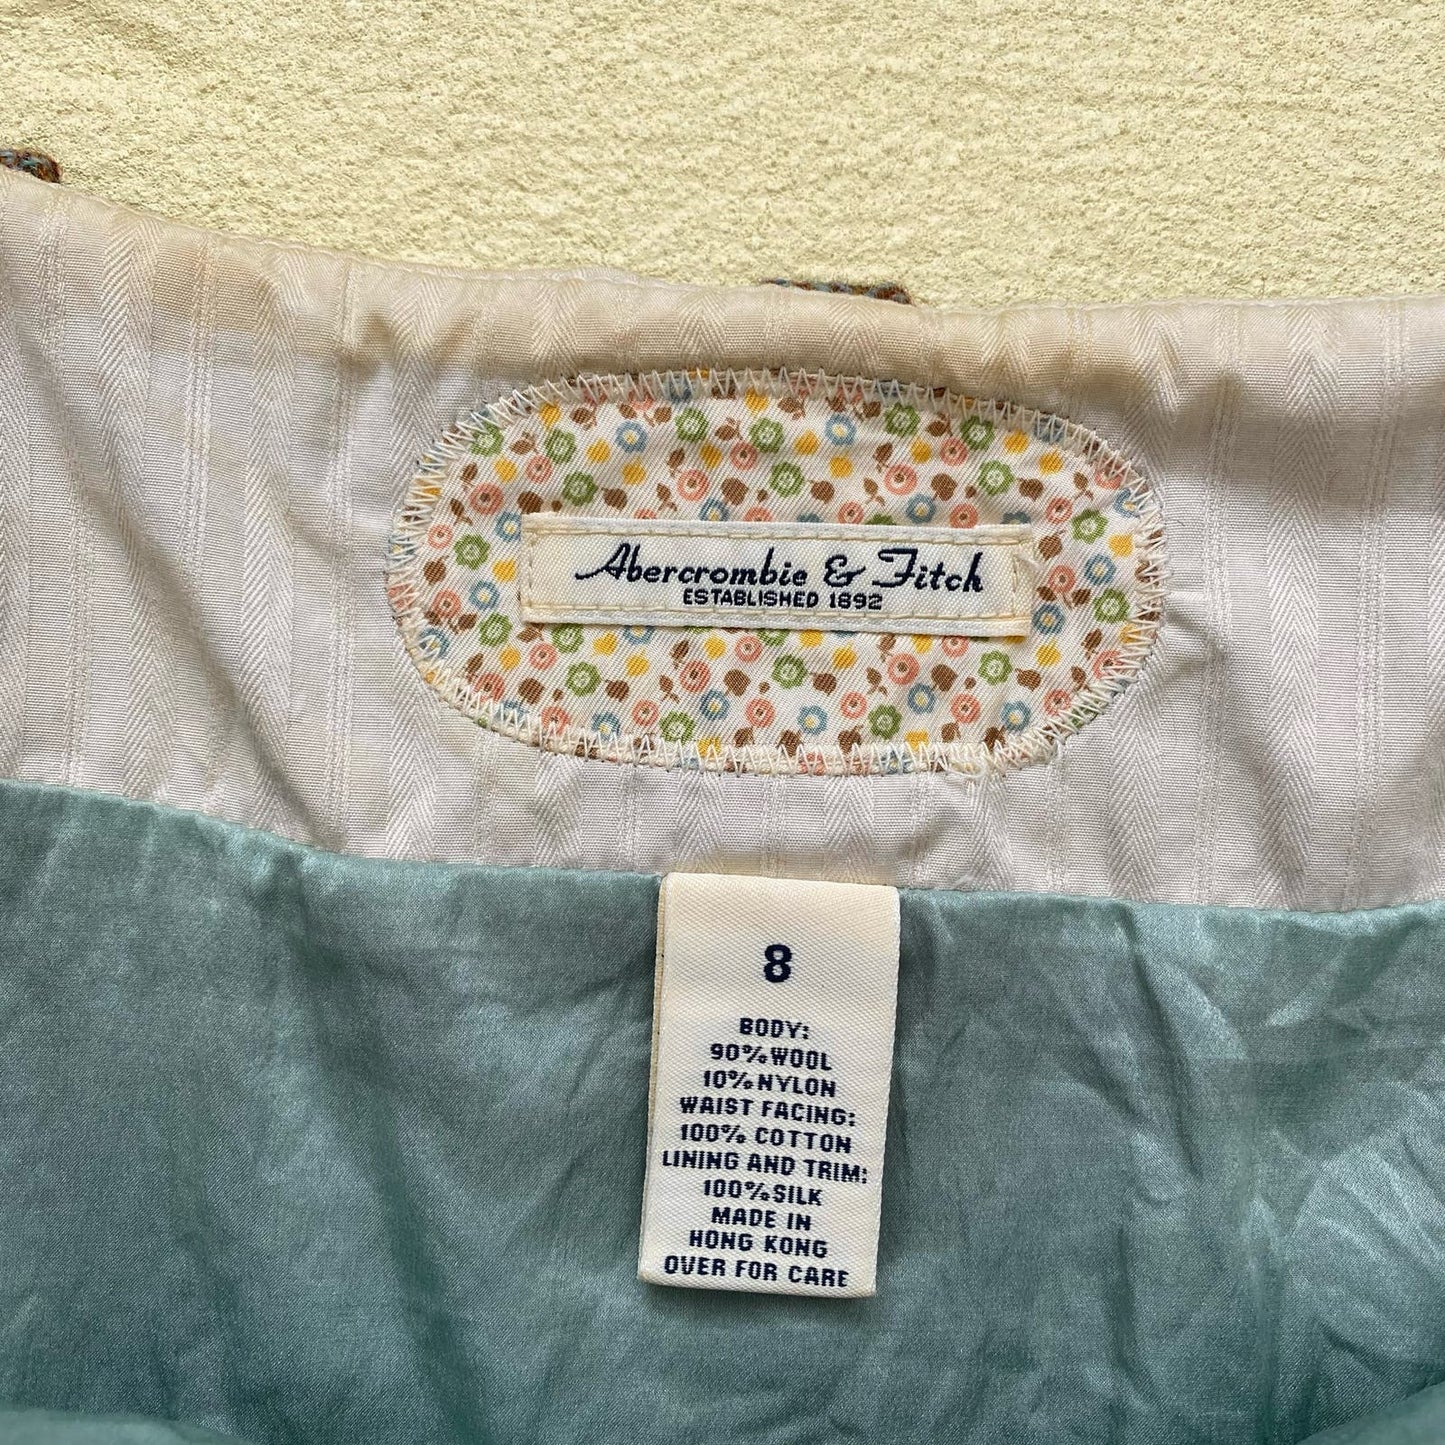 Abercrombie & Fitch
ESTABLISHED 1892
8
BODY:
90% WOOL
10% NYLON
WAIST FACING:
100% COTTON
LINING AND TRIM:
100% SILK
MADE IN
HONG KONG
OVER FOR CARE